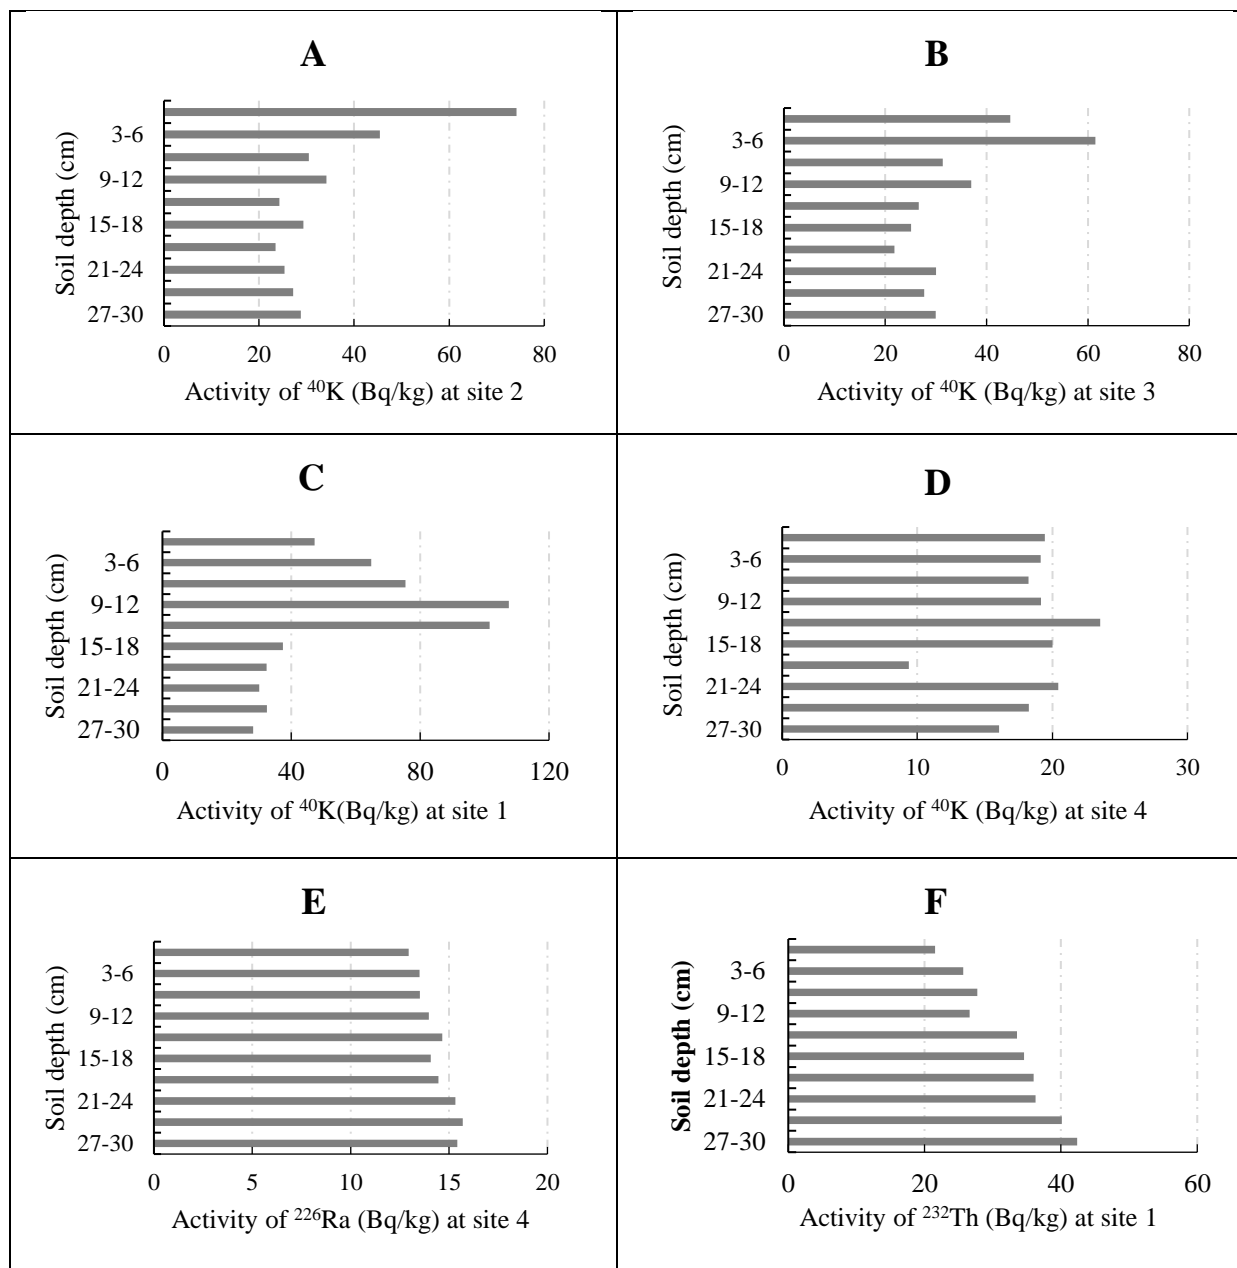 A
Soil depth (cm)
3-6
9-12
15-18
21-24
27-30
0 20 40 60 80
Activity of ⁴⁰K (Bq/kg) at site 2
B
Soil depth (cm)
3-6
9-12
15-18
21-24
27-30
0 20 40 60 80
Activity of ⁴⁰K (Bq/kg) at site 3
C
Soil depth (cm)
3-6
9-12
15-18
21-24
27-30
0 40 80 120
Activity of ⁴⁰K(Bq/kg) at site 1
D
Soil depth (cm)
3-6
9-12
15-18
21-24
27-30
0 10 20 30
Activity of ⁴⁰K (Bq/kg) at site 4
E
Soil depth (cm)
3-6
9-12
15-18
21-24
27-30
0 5 10 15 20
Activity of ²²⁶Ra (Bq/kg) at site 4
F
Soil depth (cm)
3-6
9-12
15-18
21-24
27-30
0 20 40 60
Activity of ²³²Th (Bq/kg) at site 1